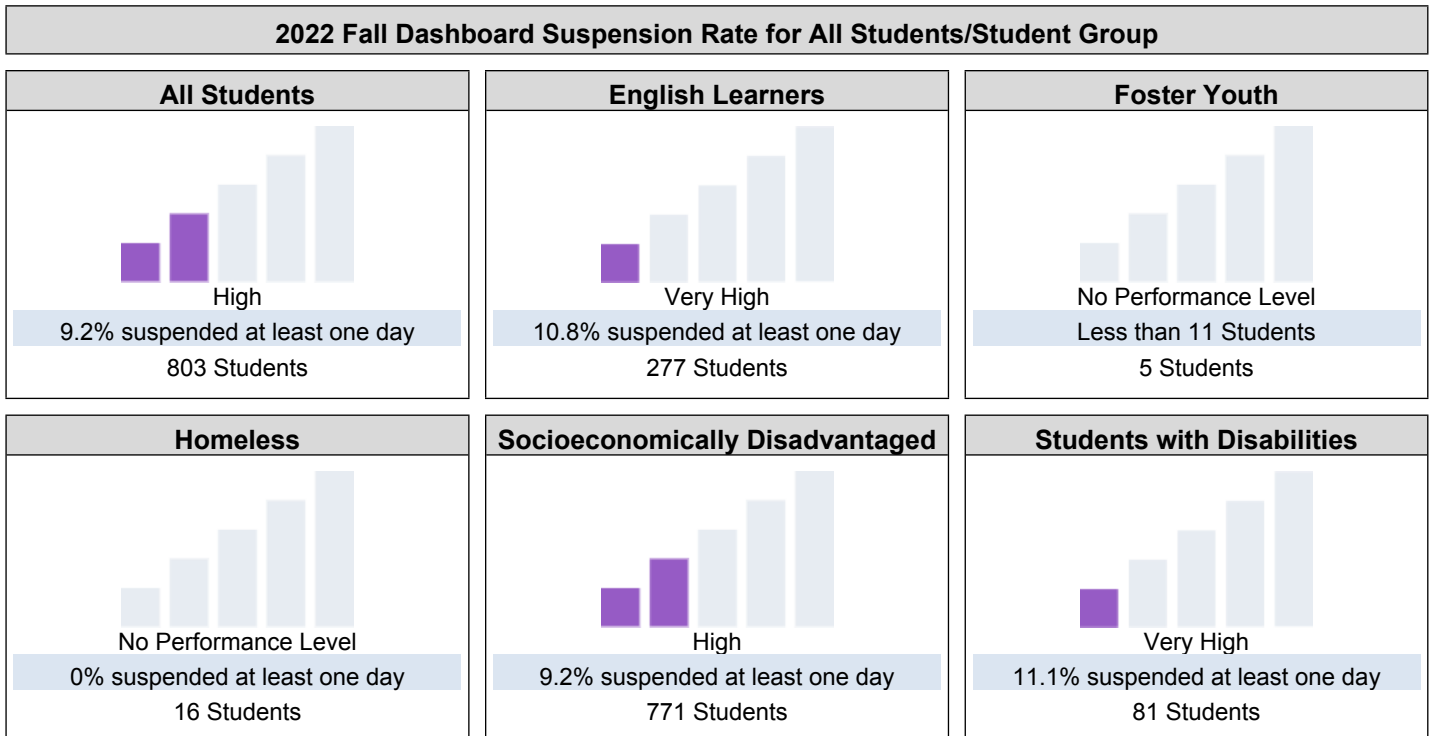 2022 Fall Dashboard Suspension Rate for All Students/Student Group
All Students
High
9.2% suspended at least one day
803 Students
English Learners
Very High
10.8% suspended at least one day
277 Students
Foster Youth
No Performance Level
Less than 11 Students
5 Students
Homeless
No Performance Level
0% suspended at least one day
16 Students
Socioeconomically Disadvantaged
High
9.2% suspended at least one day
771 Students
Students with Disabilities
Very High
11.1% suspended at least one day
81 Students